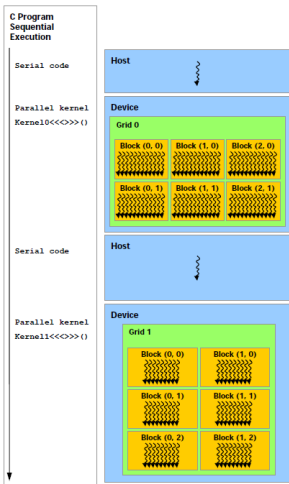 C Program
Sequential
Execution
Serial code
Host
Parallel kernel
Kernel0<<<>>>()
Device
Grid 0
Block (0, 0) Block (1, 0) Block (2, 0)
Block (0, 1) Block (1, 1) Block (2, 1)
Serial code
Host
Parallel kernel
Kernel1<<<>>>()
Device
Grid 1
Block (0, 0) Block (1, 0)
Block (0, 1) Block (1, 1)
Block (0, 2) Block (1, 2)